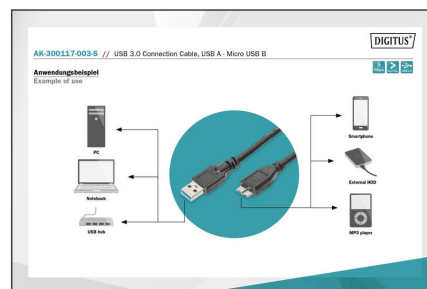 DIGITUS®
AK-300117-003-S // USB 3.0 Connection Cable, USB A - Micro USB B
Anwendungsbeispiel
Example of use
PC
Notebook
USB hub
Smartphone
External HDD
MP3 player